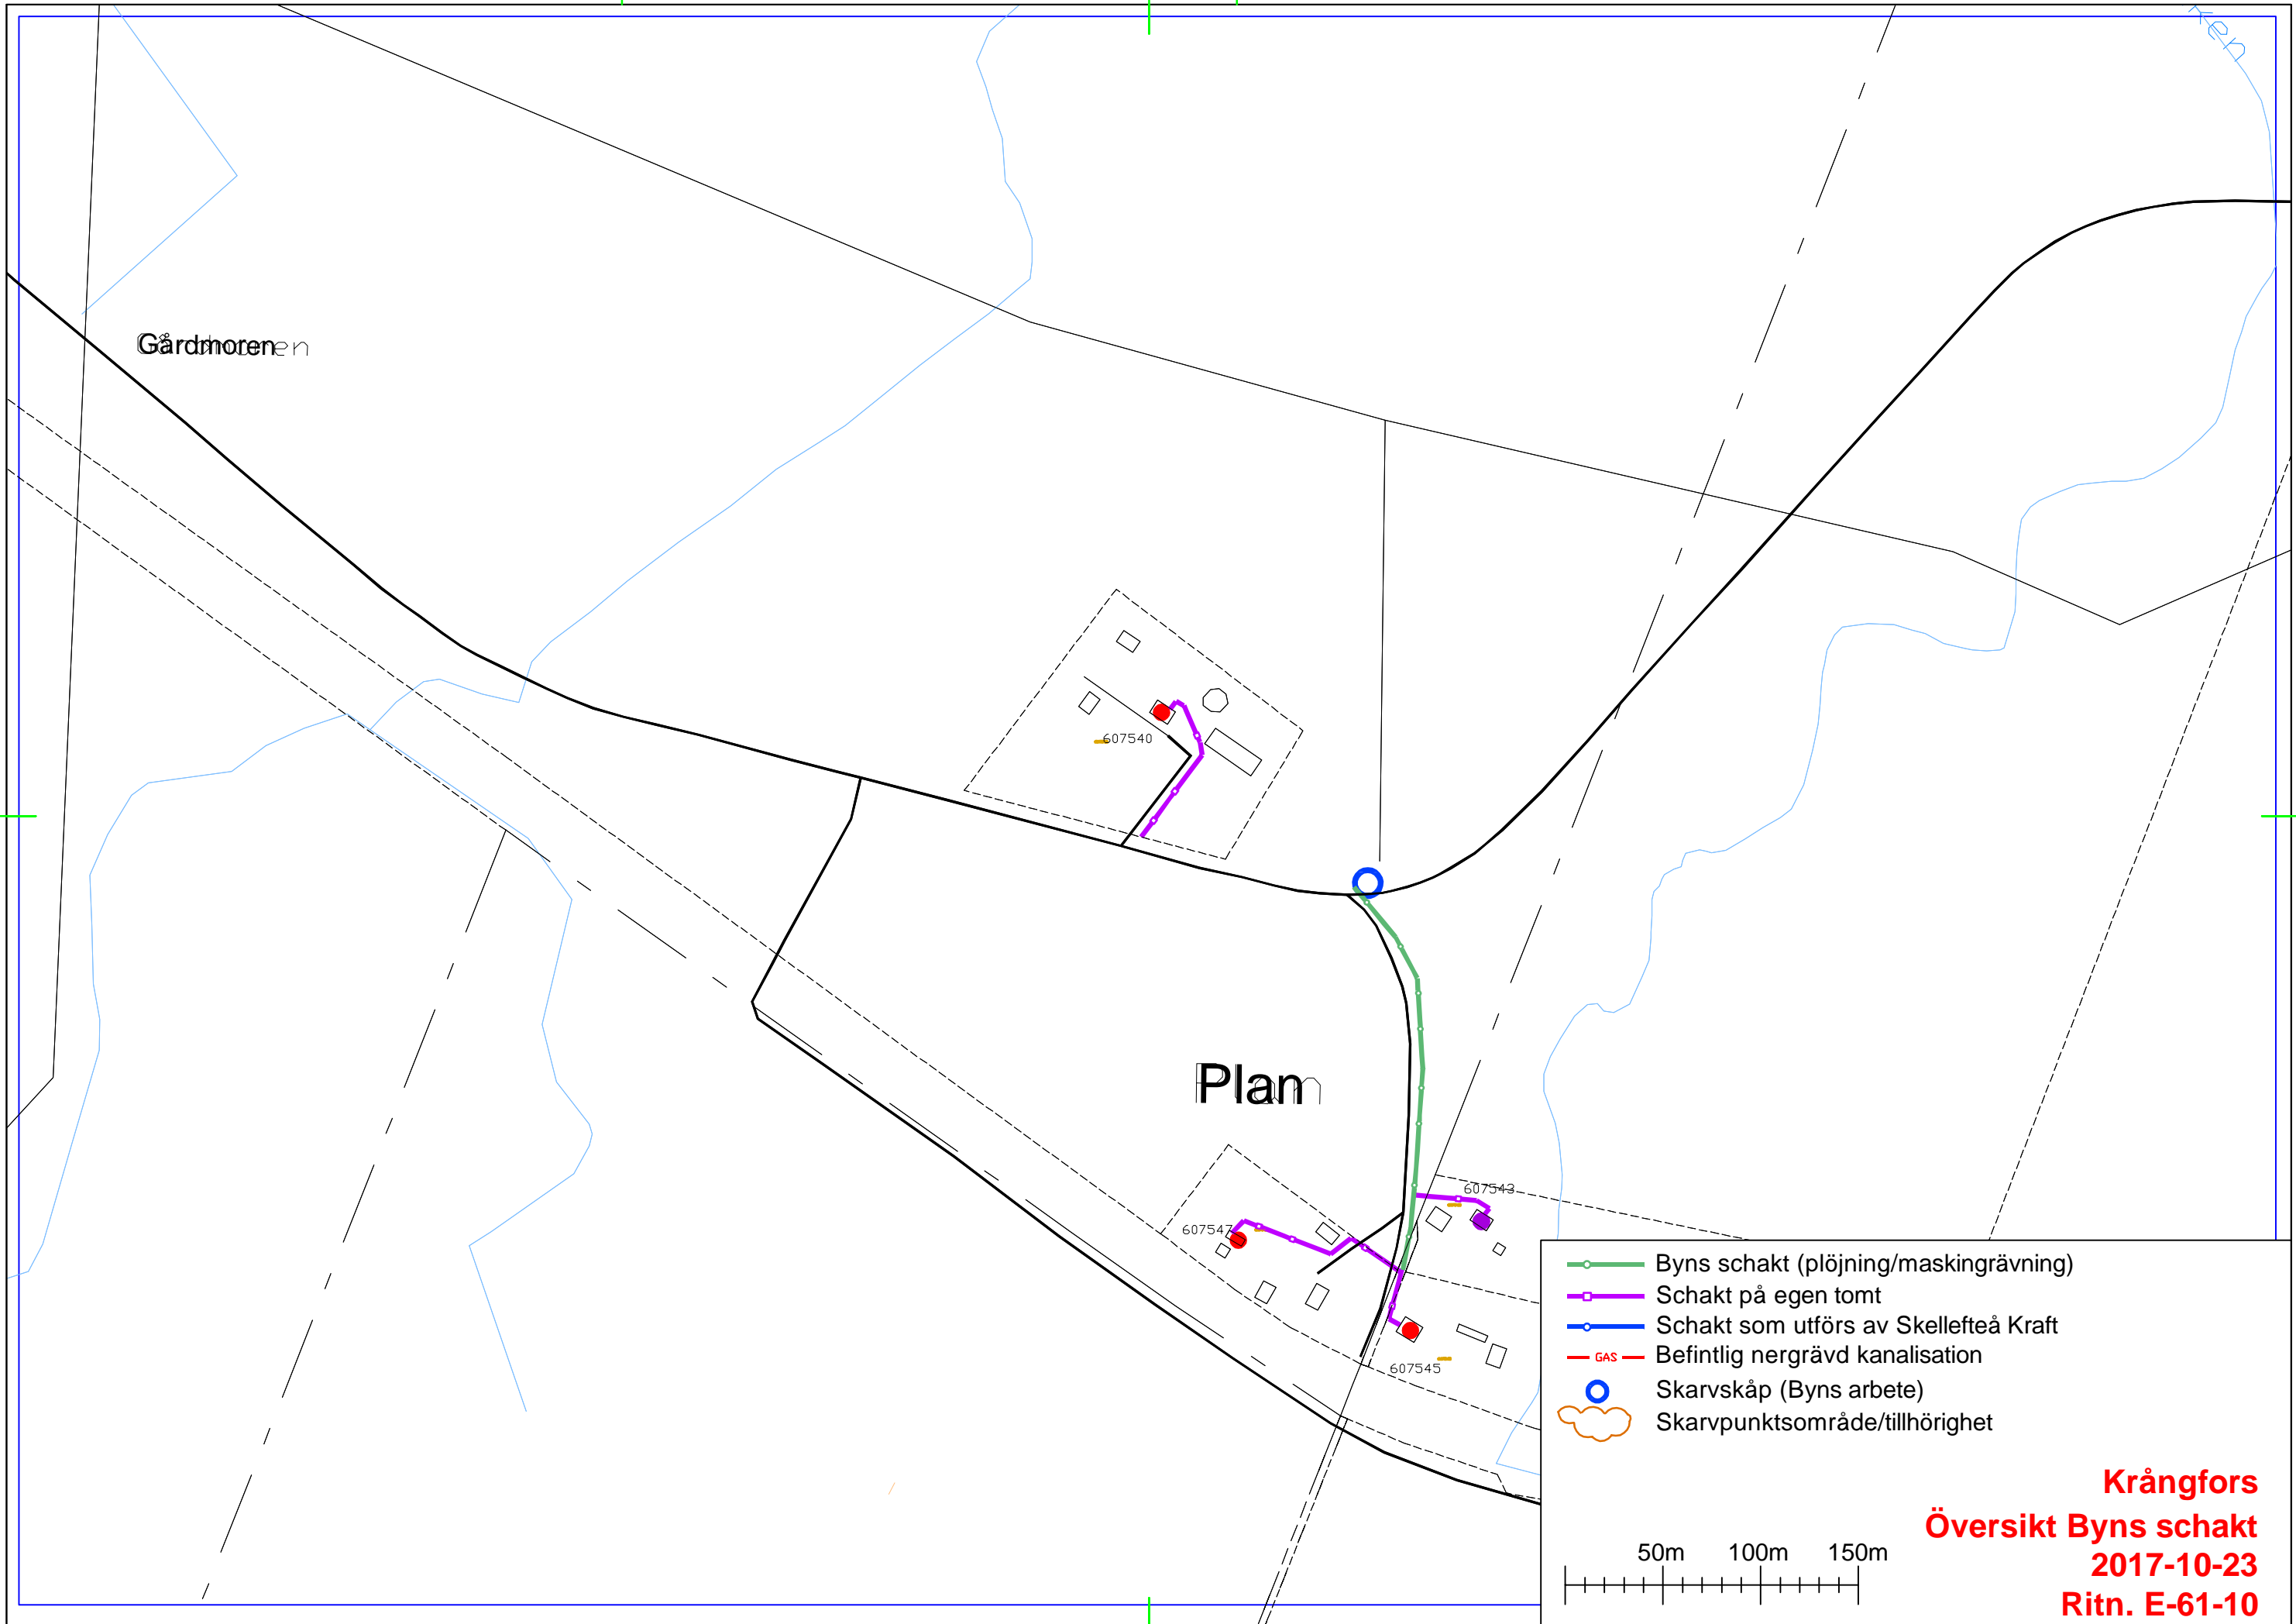 Gårdmoren
607540
Plan
607543
607547
607545
Byns schakt (plöjning/maskingrävning)
Schakt på egen tomt
Schakt som utförs av Skellefteå Kraft
GAS
Befintlig nergrävd kanalisation
Skarvskåp (Byns arbete)
Skarvpunktsområde/tillhörighet
Krångfors
Översikt Byns schakt
2017-10-23
Ritn. E-61-10
50m 100m 150m